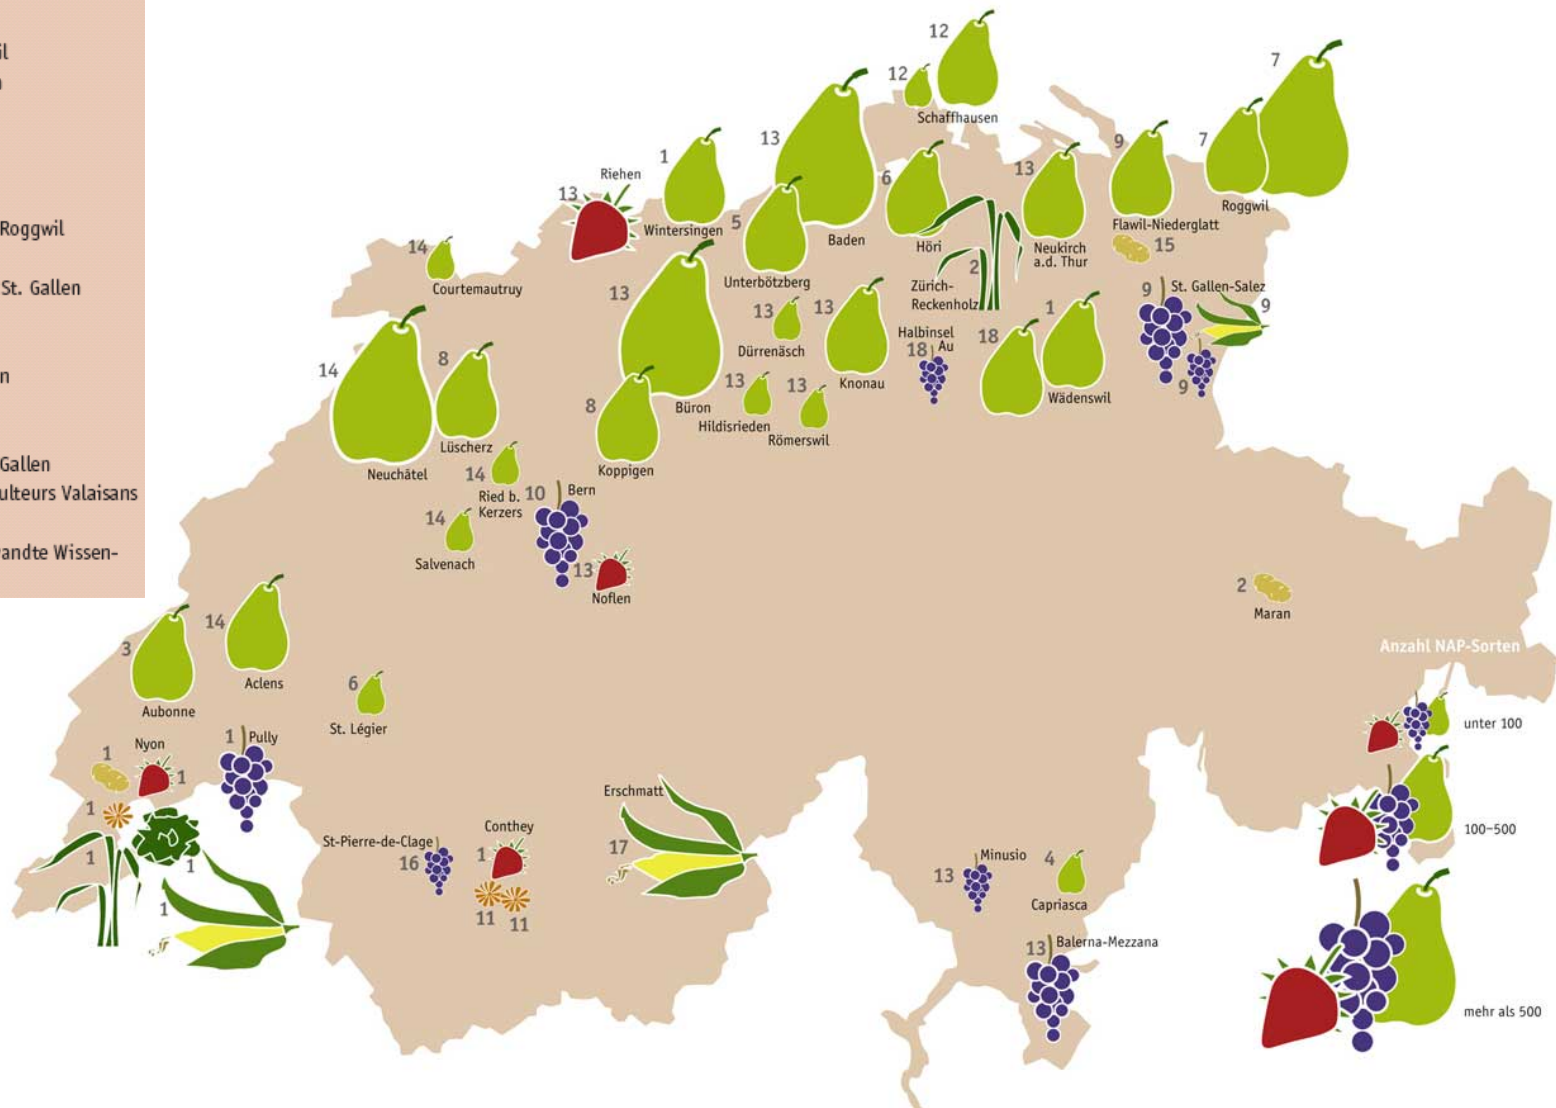 il
Roggwil
St. Gallen
n
Gallen
ulteurs Valaisans
andte Wissen-
12
12
Schaffhausen
7
7
Roggwil
13
Baden
1
Wintersingen
Riehen
13
5
Unterbötzberg
6
Höri
2
Zürich-
Reckenholz
13
Neukirch
a.d. Thur
9
Flawil-Niederglatt
15
9
St. Gallen-Salez
9
9
14
Courtemautruy
13
Büron
13
Dürrenäsch
13
Knonau
Halbinsel
Au
18
18
1
Wädenswil
14
Neuchâtel
8
Lüscherz
8
Koppigen
13
Hildisrieden
13
Römerswil
14
Ried b.
Kerzers
14
Salvenach
10
Bern
13
Noflen
2
Maran
3
Aubonne
14
Aclens
6
St. Légier
1
Nyon
1
1
Pully
1
1
1
1
St-Pierre-de-Clage
16
Conthey
1
11
11
Erschmatt
17
Minusio
13
4
Capriasca
13
Balerna-Mezzana
Anzahl NAP-Sorten
unter 100
100–500
mehr als 500